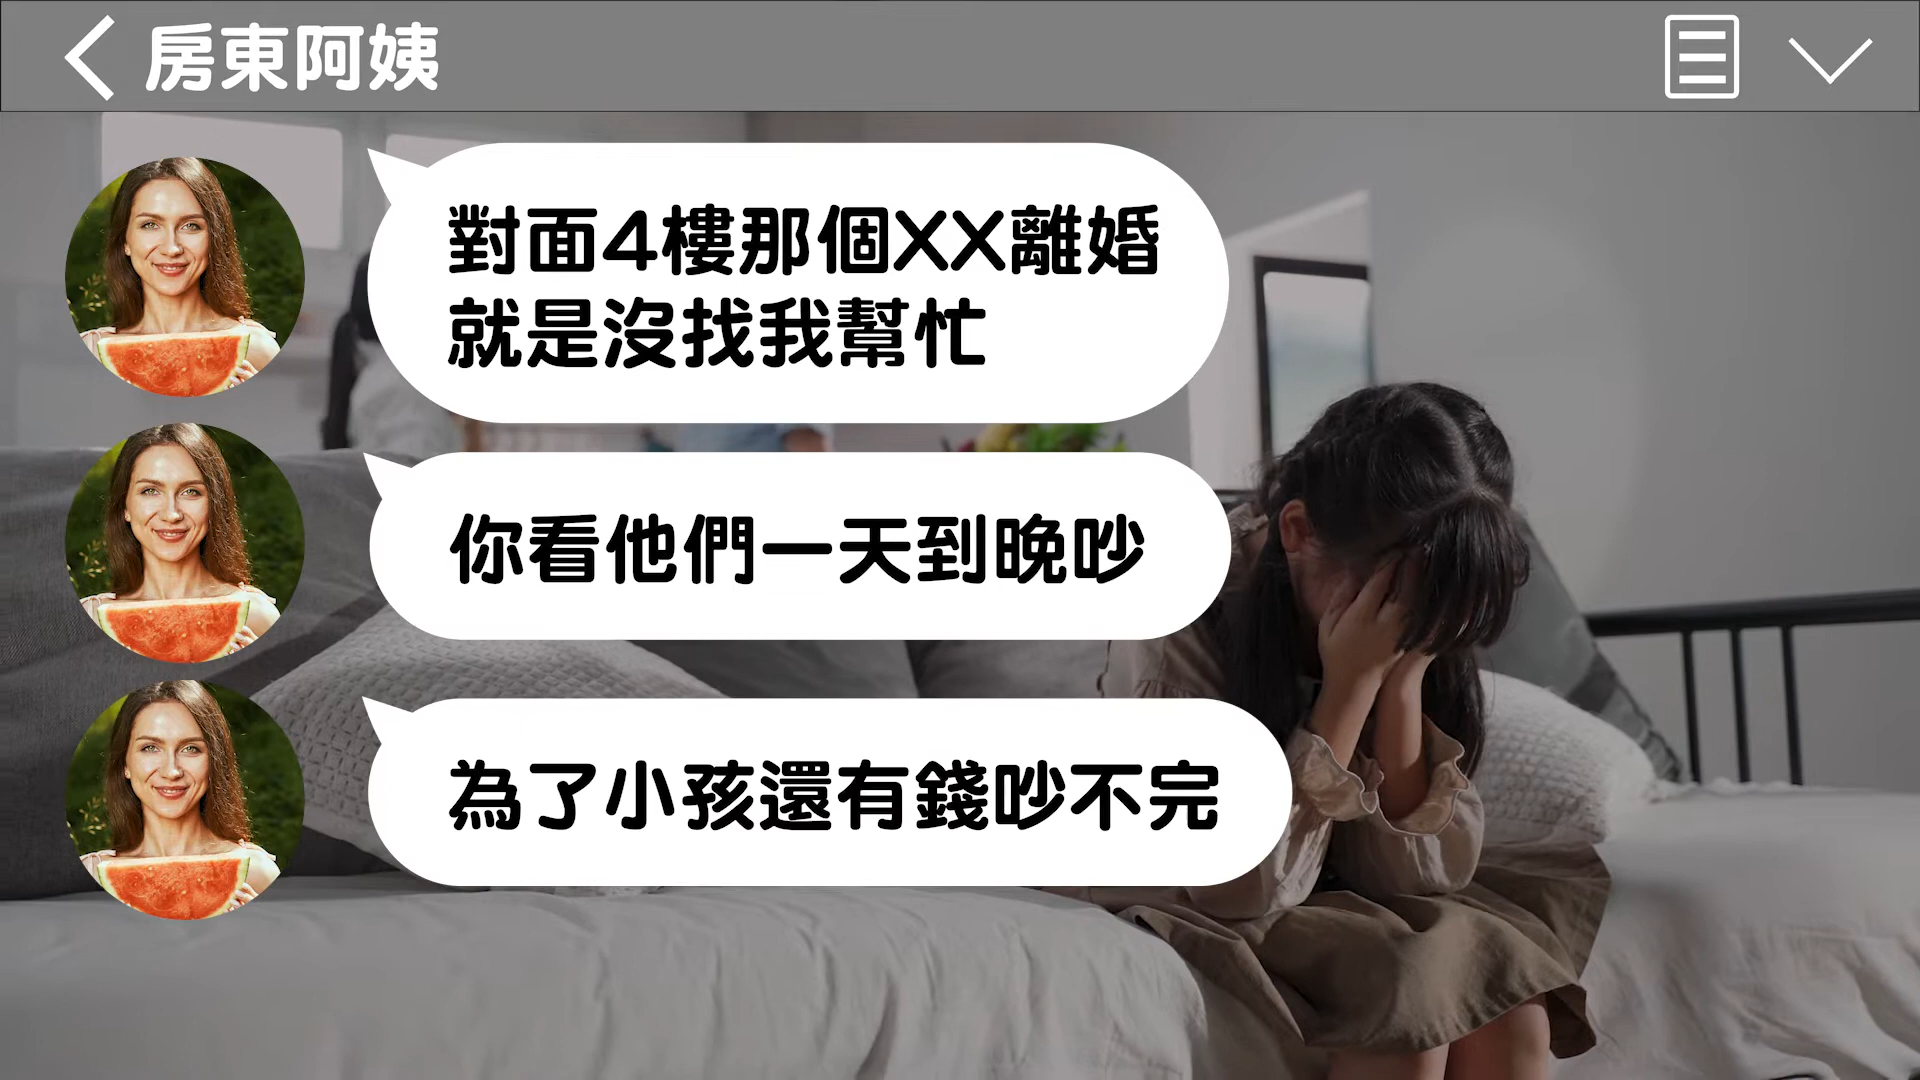 房東阿姨
對面4樓那個XX離婚
就是沒找我幫忙
你看他們一天到晚吵
為了小孩還有錢吵不完